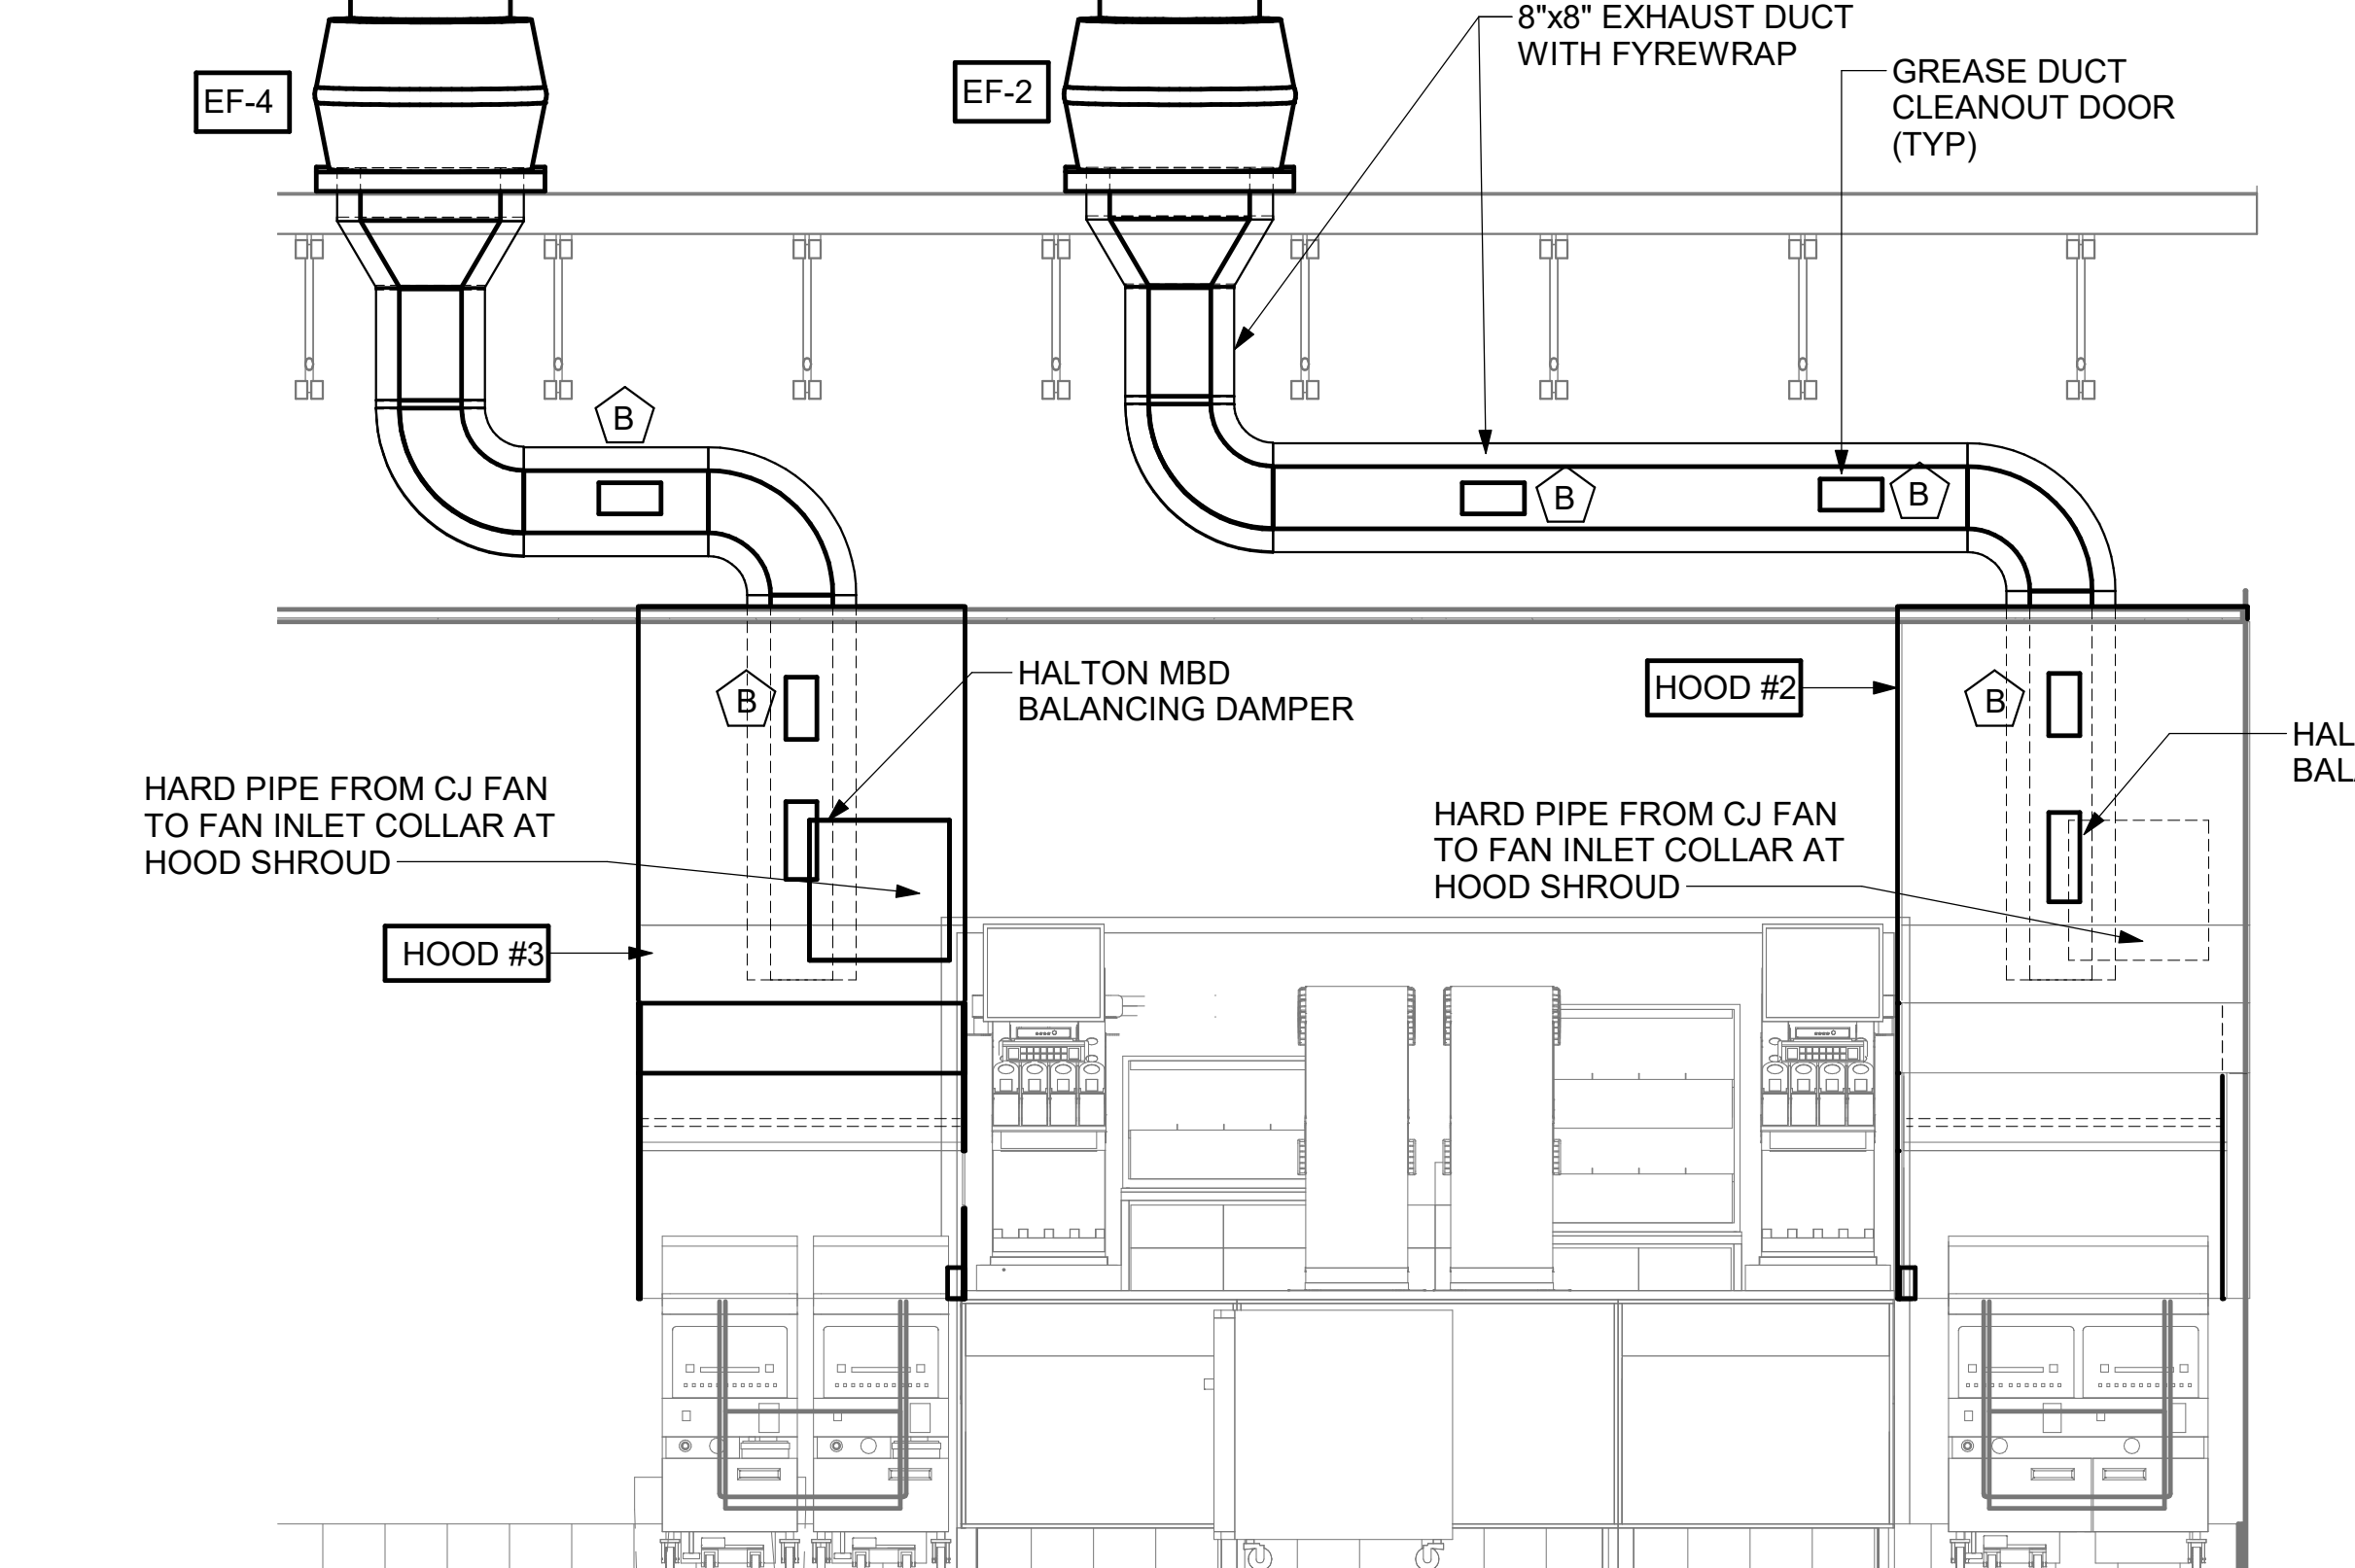 8"x8" EXHAUST DUCT
WITH FYREWRAP
GREASE DUCT
CLEANOUT DOOR
(TYP)
EF-4
EF-2
B
B
B
B
B
HALTON MBD
BALANCING DAMPER
HOOD #2
HAL
BAL
HARD PIPE FROM CJ FAN
TO FAN INLET COLLAR AT
HOOD SHROUD
HARD PIPE FROM CJ FAN
TO FAN INLET COLLAR AT
HOOD SHROUD
HOOD #3